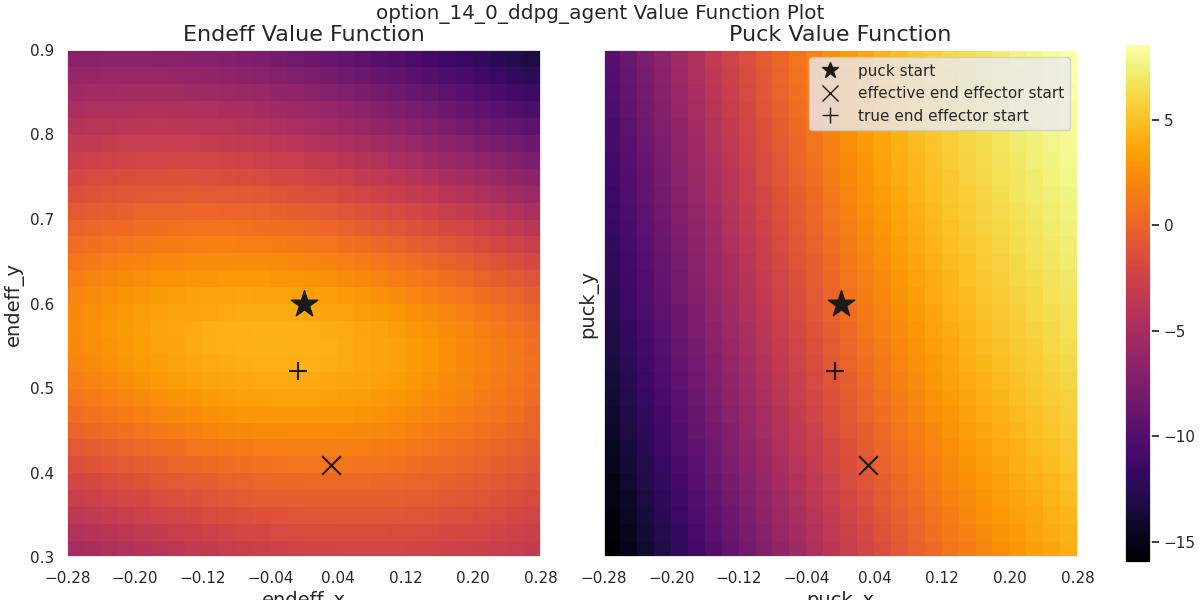 option_14_0_ddpg_agent Value Function Plot
Endeff Value Function
Puck Value Function
puck start
effective end effector start
true end effector start
endeff_y
0.9
0.8
0.7
0.6
0.5
0.4
0.3
−0.28 −0.20 −0.12 −0.04 0.04 0.12 0.20 0.28
endeff_x
puck_y
−0.28 −0.20 −0.12 −0.04 0.04 0.12 0.20 0.28
puck_x
5
0
−5
−10
−15